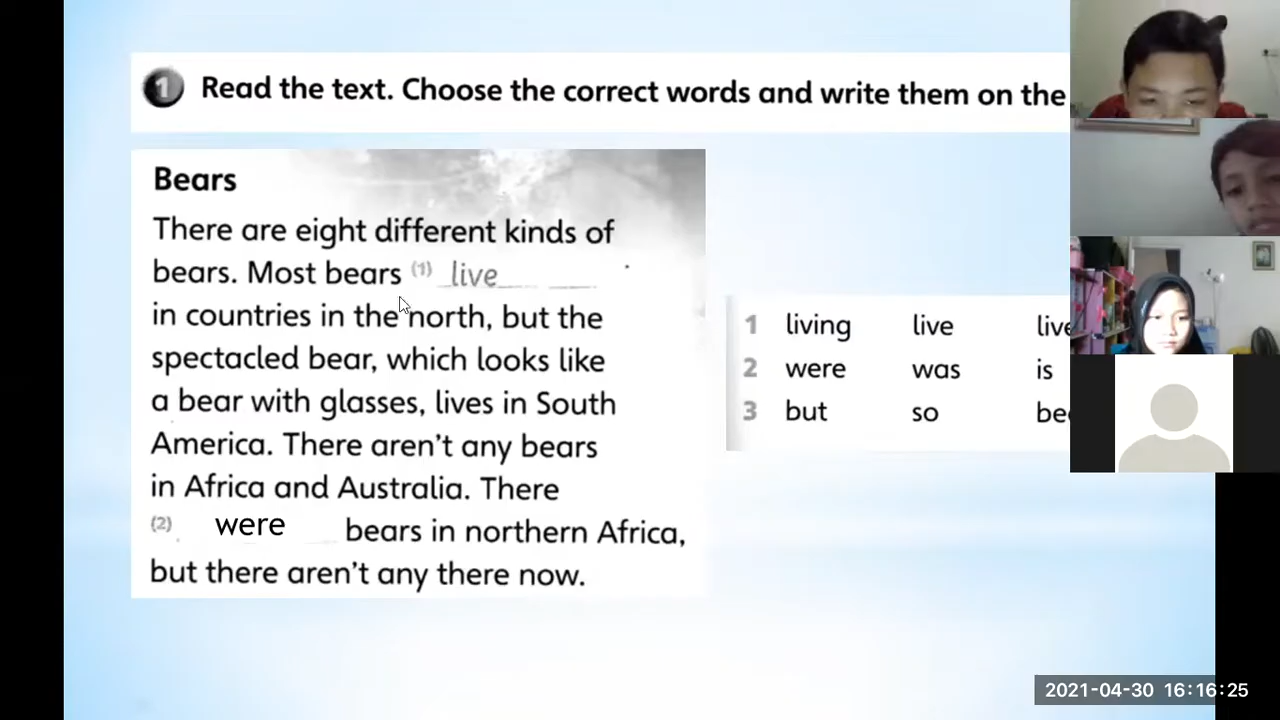 1 Read the text. Choose the correct words and write them on the
Bears
There are eight different kinds of
bears. Most bears (1) live
in countries in the north, but the
spectacled bear, which looks like
a bear with glasses, lives in South
America. There aren't any bears
in Africa and Australia. There
(2) were bears in northern Africa,
but there aren't any there now.
1 living live
2 were was is
3 but so
2021-04-30 16:16:25